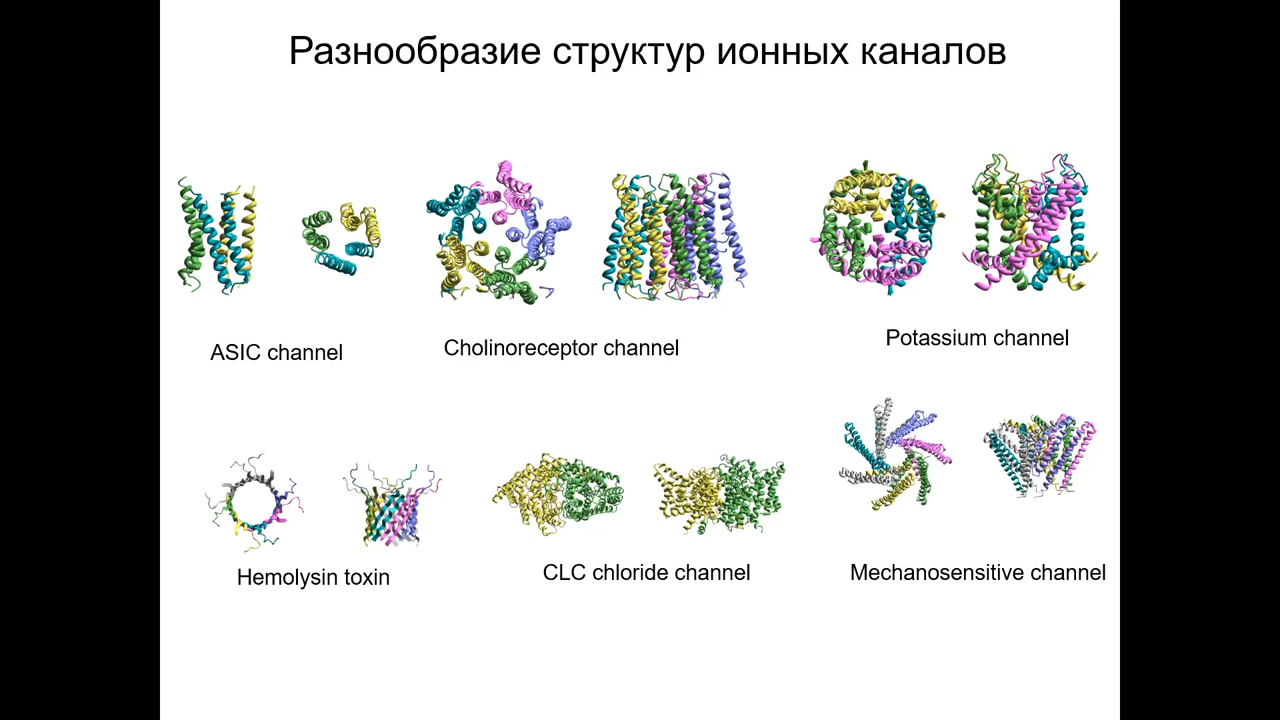 Разнообразие структур ионных каналов
ASIC channel
Cholinoreceptor channel
Potassium channel
Hemolysin toxin
CLC chloride channel
Mechanosensitive channel